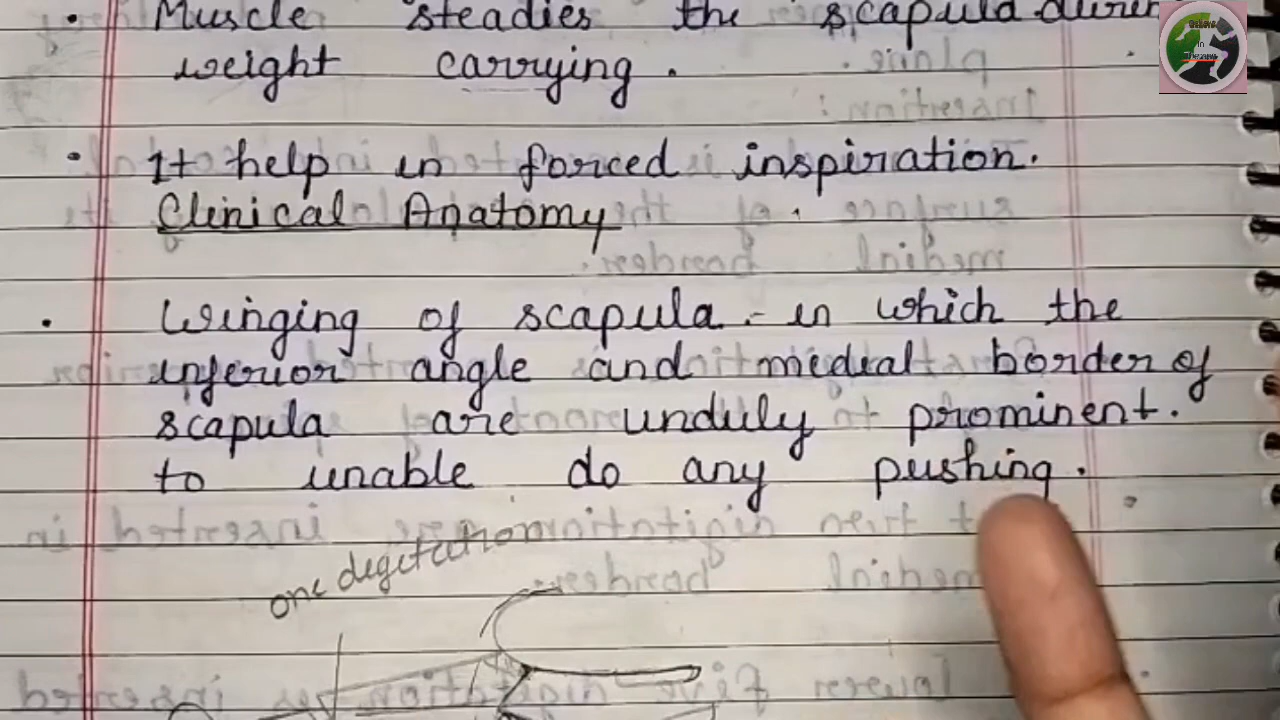 Muscle steadies the scapula durin
weight carrying.
It help in forced inspiration.
Clinical Anatomy
Winging of scapula - in which the
inferior angle and medial border of
scapula are unduly prominent.
to unable do any pushing.
one digitation